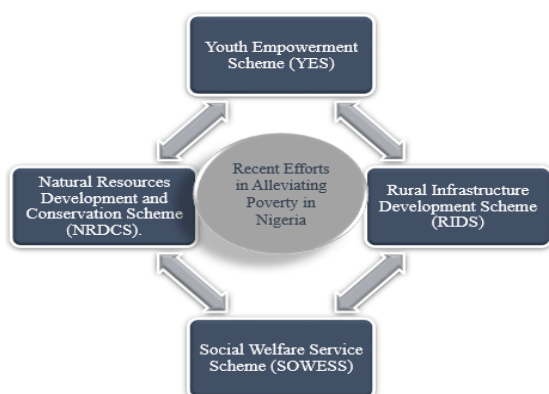 Youth Empowerment
Scheme (YES)
Natural Resources
Development and
Conservation Scheme
(NRDCS).
Recent Efforts
in Alleviating
Poverty in
Nigeria
Rural Infrastructure
Development Scheme
(RIDS)
Social Welfare Service
Scheme (SOWESS)